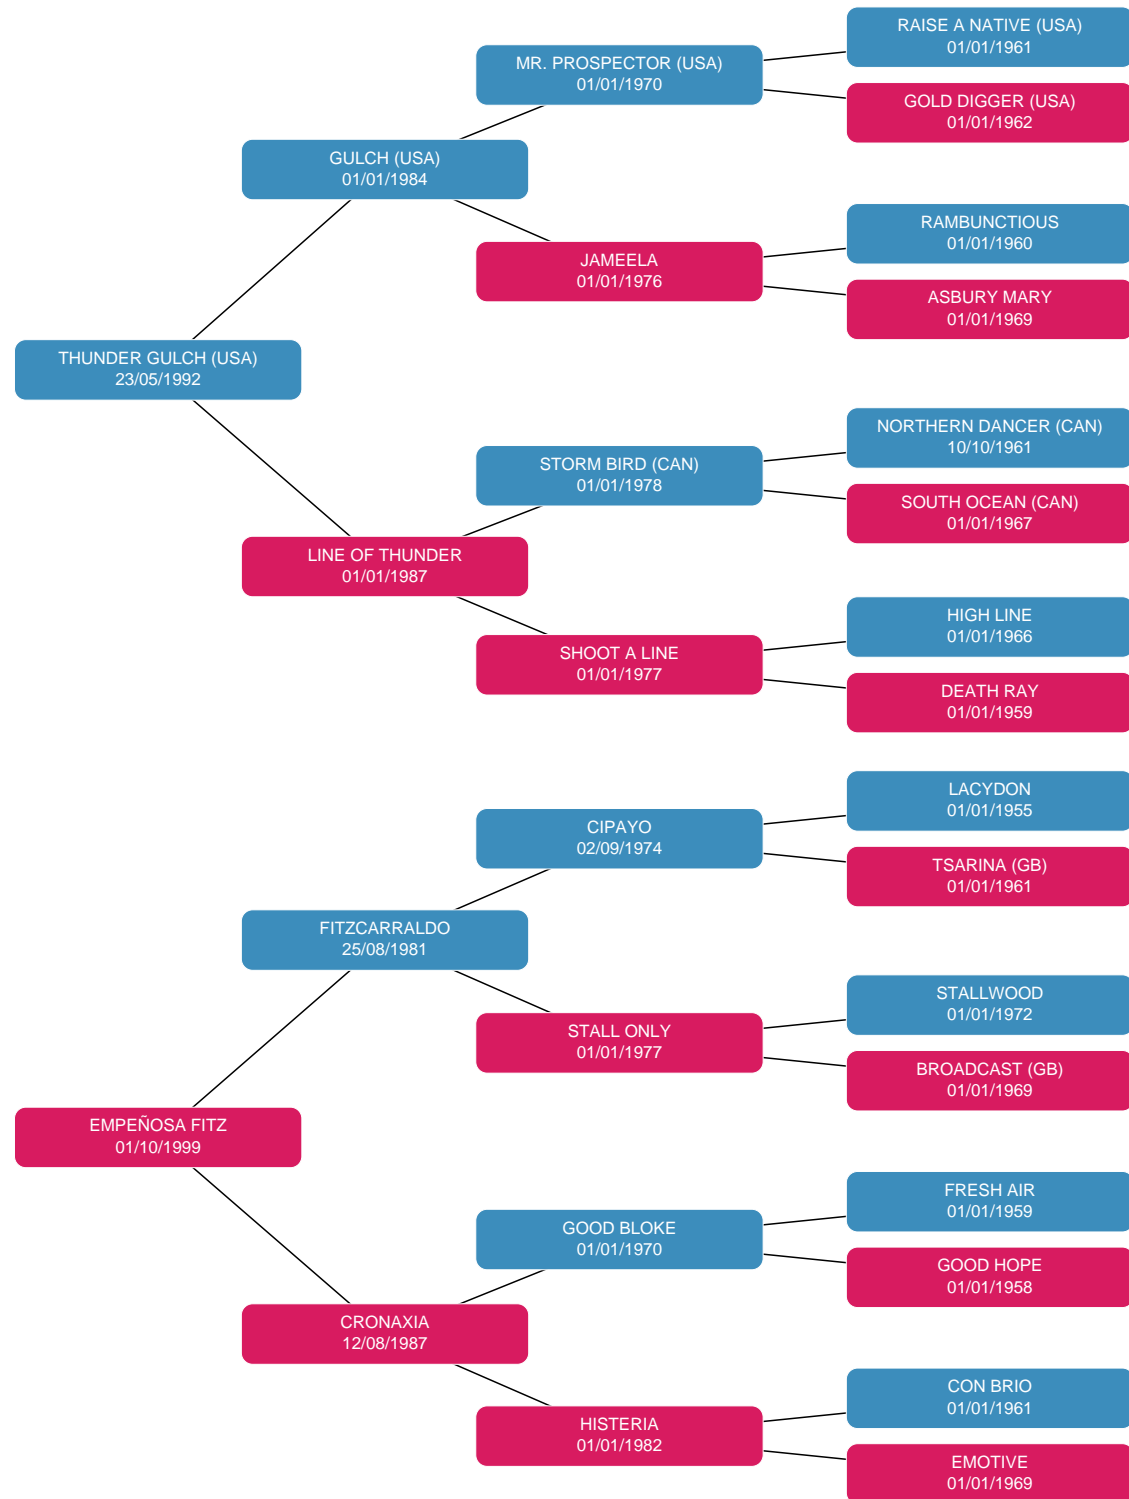 RAISE A NATIVE (USA)
01/01/1961
MR. PROSPECTOR (USA)
01/01/1970
GOLD DIGGER (USA)
01/01/1962
GULCH (USA)
01/01/1984
RAMBUNCTIOUS
01/01/1960
JAMEELA
01/01/1976
ASBURY MARY
01/01/1969
THUNDER GULCH (USA)
23/05/1992
NORTHERN DANCER (CAN)
10/10/1961
STORM BIRD (CAN)
01/01/1978
SOUTH OCEAN (CAN)
01/01/1967
LINE OF THUNDER
01/01/1987
HIGH LINE
01/01/1966
SHOOT A LINE
01/01/1977
DEATH RAY
01/01/1959
LACYDON
01/01/1955
CIPAYO
02/09/1974
TSARINA (GB)
01/01/1961
FITZCARRALDO
25/08/1981
STALLWOOD
01/01/1972
STALL ONLY
01/01/1977
BROADCAST (GB)
01/01/1969
EMPEÑOSA FITZ
01/10/1999
FRESH AIR
01/01/1959
GOOD BLOKE
01/01/1970
GOOD HOPE
01/01/1958
CRONAXIA
12/08/1987
CON BRIO
01/01/1961
HISTERIA
01/01/1982
EMOTIVE
01/01/1969